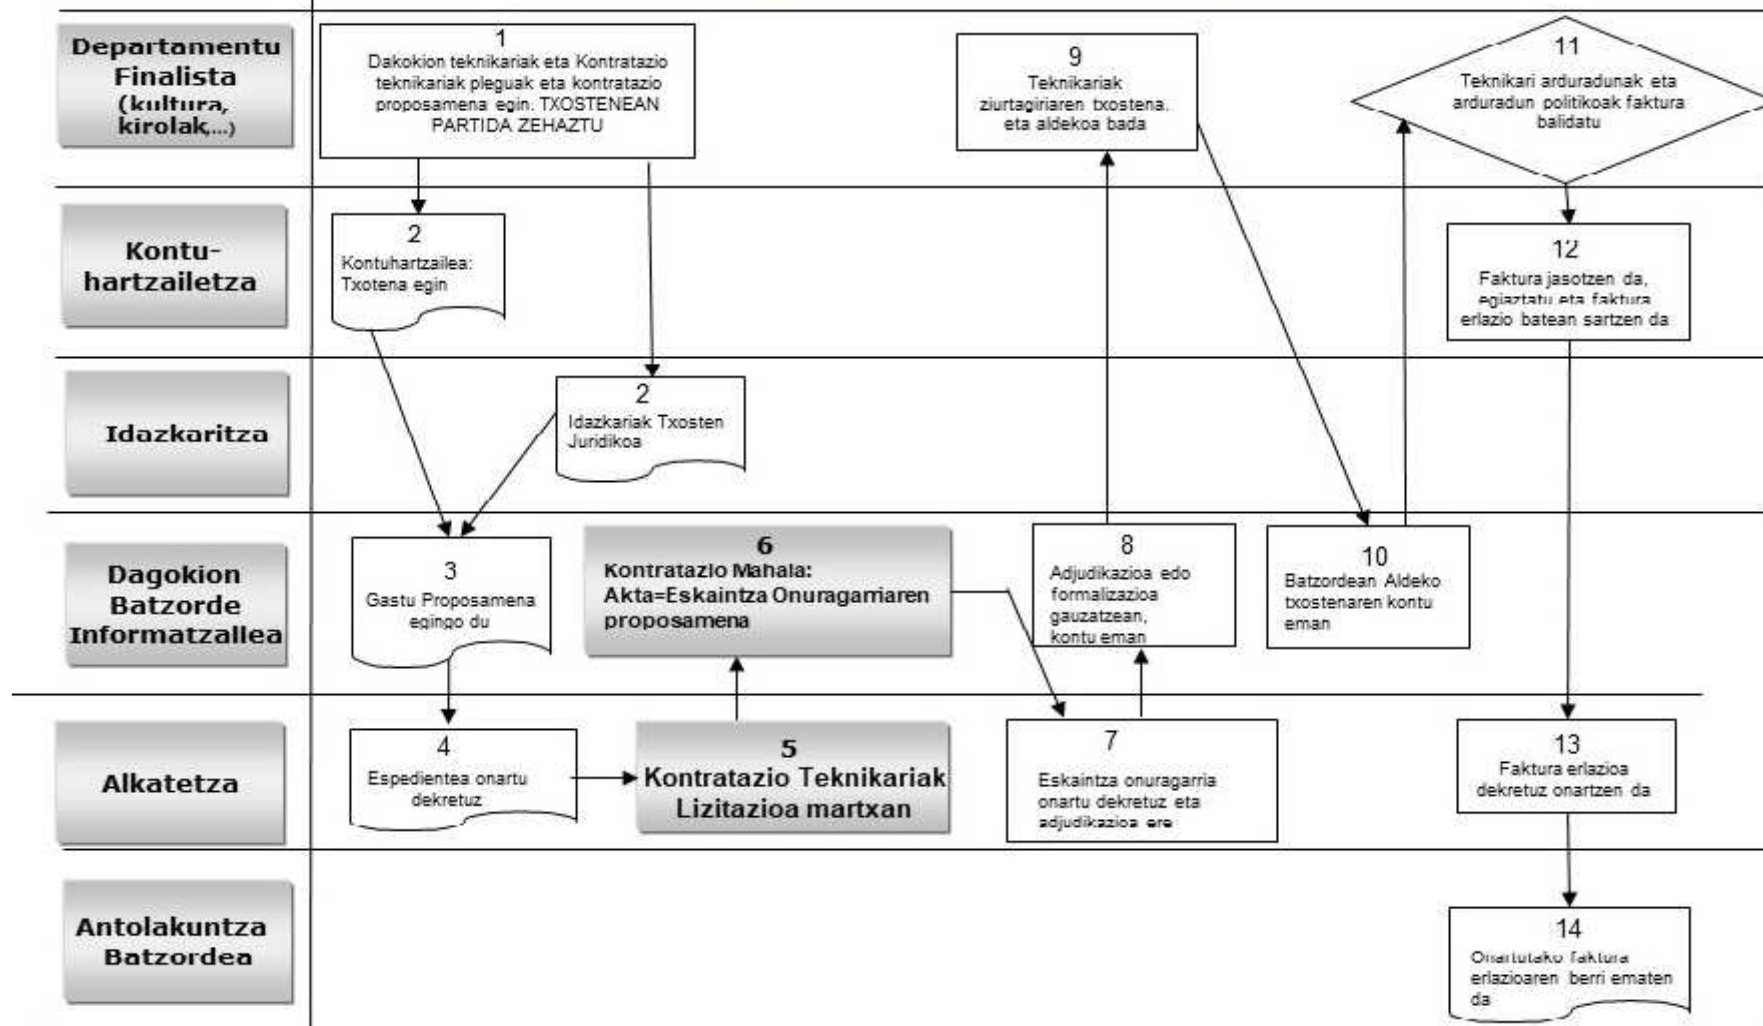 Departamentu
Finalista
(kultura,
kirolak,...)
1
Dakokion teknikariak eta Kontratazio
teknikariak pleguak eta kontratazio
proposamena egin. TXOSTENEAN
PARTIDA ZEHAZTU
9
Teknikariak
ziurtagiriaren txostena.
eta aldekoa bada
11
Teknikari arduradunak eta
arduradun politikoak faktura
balidatu
Kontu-
hartzailetza
2
Kontuhartzailea:
Txotena egin
12
Faktura jasotzen da,
egiaztatu eta faktura
erlazio batean sartzen da
Idazkaritza
2
Idazkariak Txosten
Juridikoa
Dagokion
Batzorde
Informatzallea
3
Gastu Proposamena
egingo du
6
Kontratazio Mahala:
Akta=Eskaintza Onuragarriaren
proposamena
8
Adjudikazioa edo
formalizazioa
gauzatzean,
kontu eman
10
Batzordean Aldeko
txostenaren kontu
eman
Alkatetza
4
Espedientea onartu
dekretuz
5
Kontratazio Teknikariak
Lizitazioa martxan
7
Eskaintza onuragarria
onartu dekretuz eta
adjudikazioa ere
13
Faktura erlazioa
dekretuz onartzen da
Antolakuntza
Batzordea
14
Onartutako faktura
erlazioaren berri ematen
da